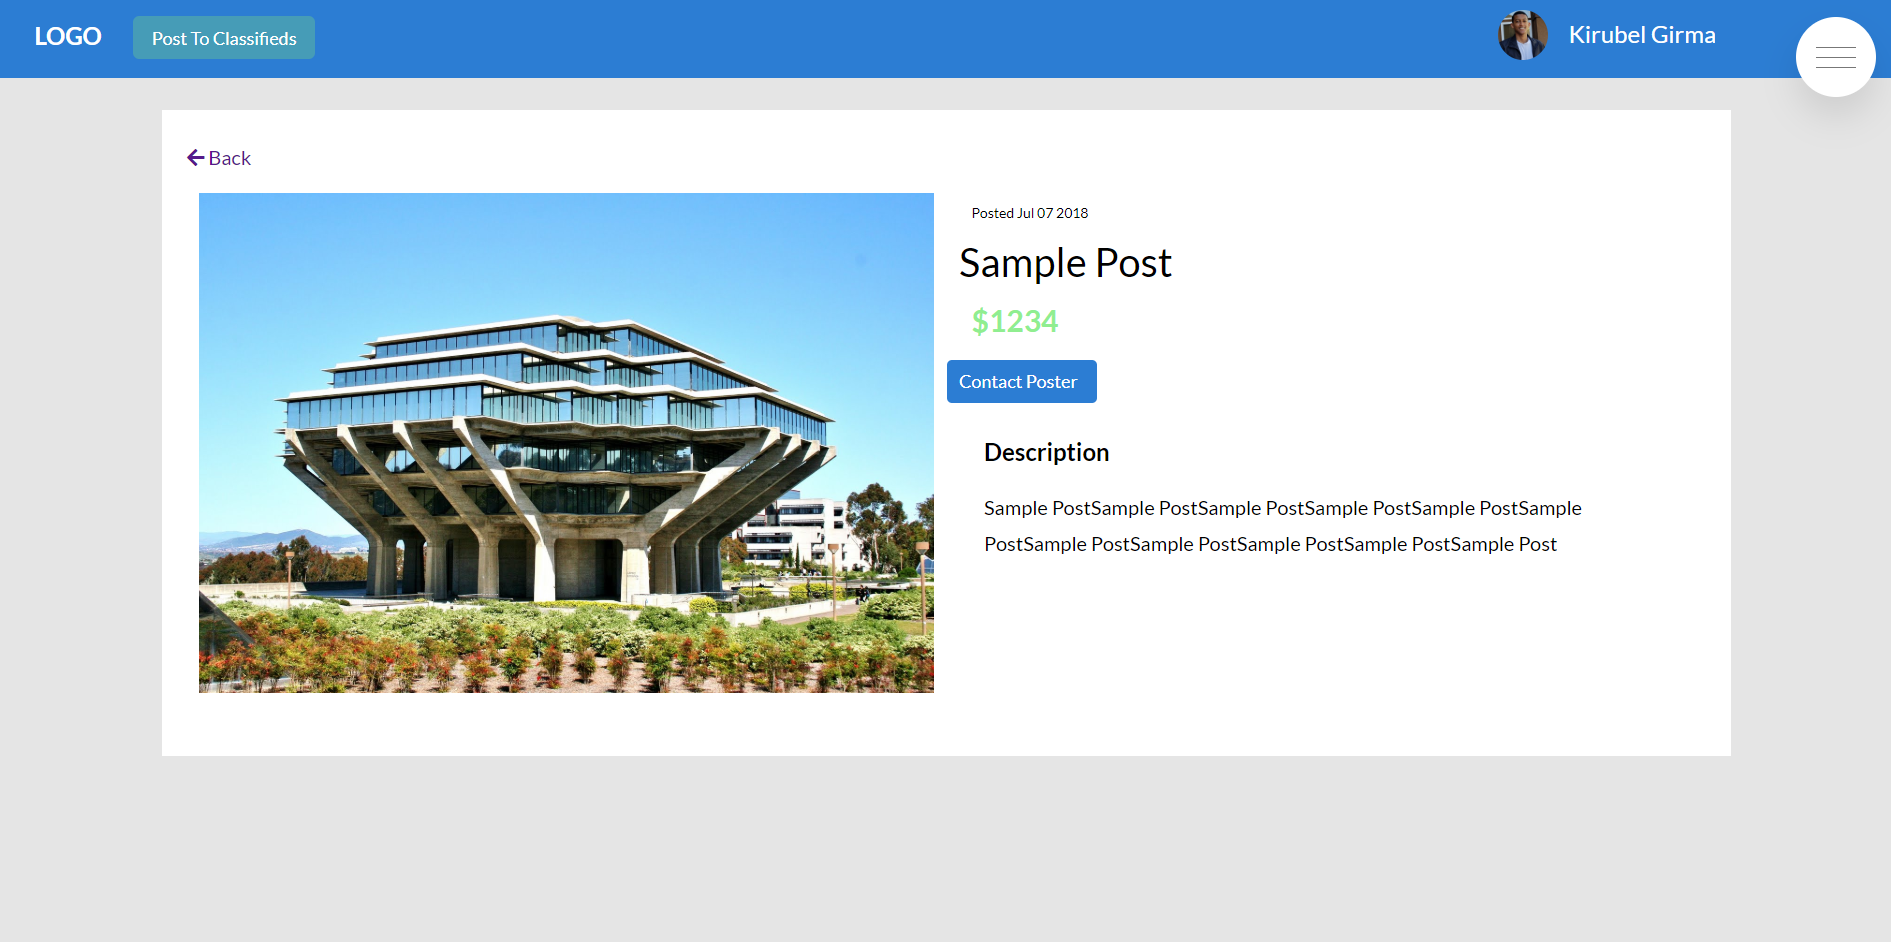 LOGO
Post To Classifieds
Kirubel Girma
Back
Posted Jul 07 2018
Sample Post
$1234
Contact Poster
Description
Sample PostSample PostSample PostSample PostSample PostSample
PostSample PostSample PostSample PostSample PostSample Post